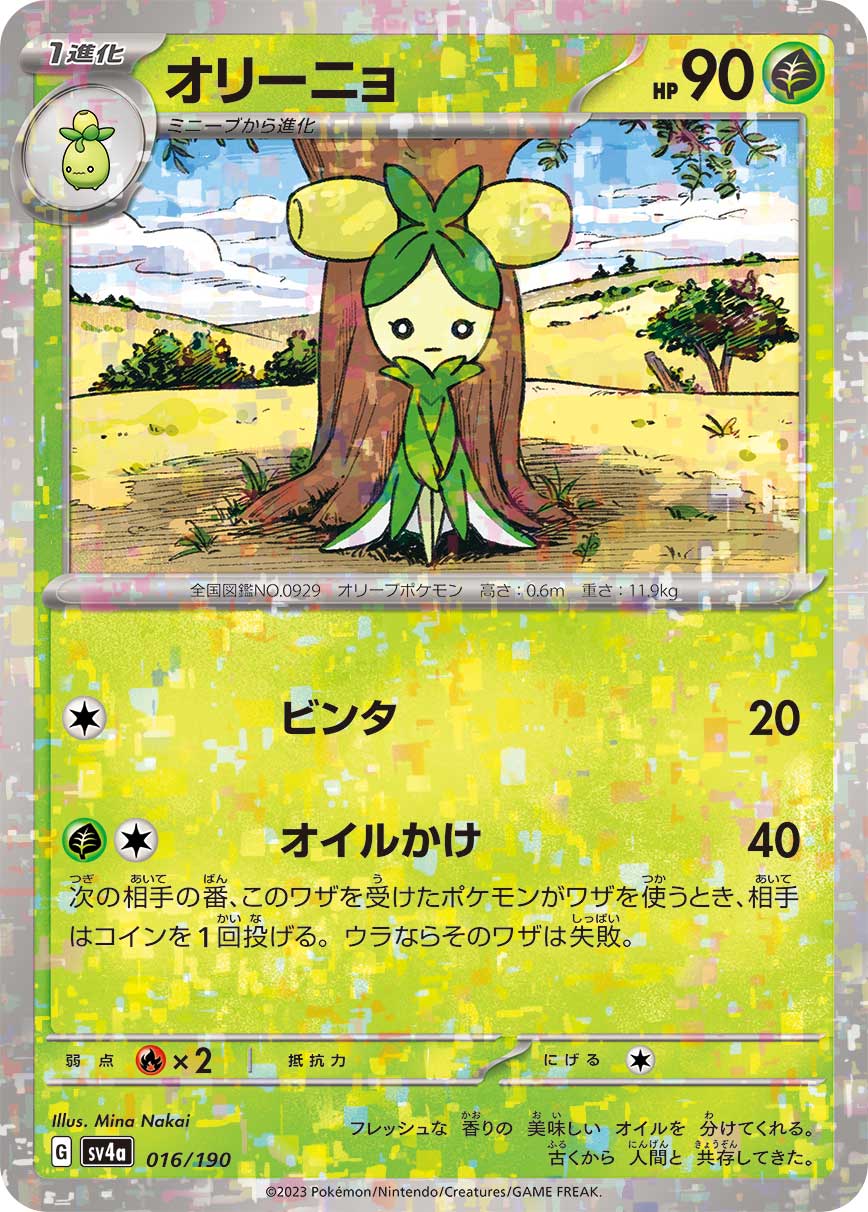 1進化
オリーニョ
HP 90
ミニーブから進化
全国図鑑NO.0929 オリーブポケモン 高さ:0.6m 重さ:11.9kg
ビンタ 20
オイルかけ 40
次の相手の番、このワザを受けたポケモンがワザを使うとき、相手
はコインを1回投げる。ウラならそのワザは失敗。
弱点 ×2 抵抗力 にげる
Illus. Mina Nakai
フレッシュな 香りの 美味しい オイルを 分けてくれる。
古くから 人間と 共存してきた。
G sv4a 016/190
©2023 Pokémon/Nintendo/Creatures/GAME FREAK.